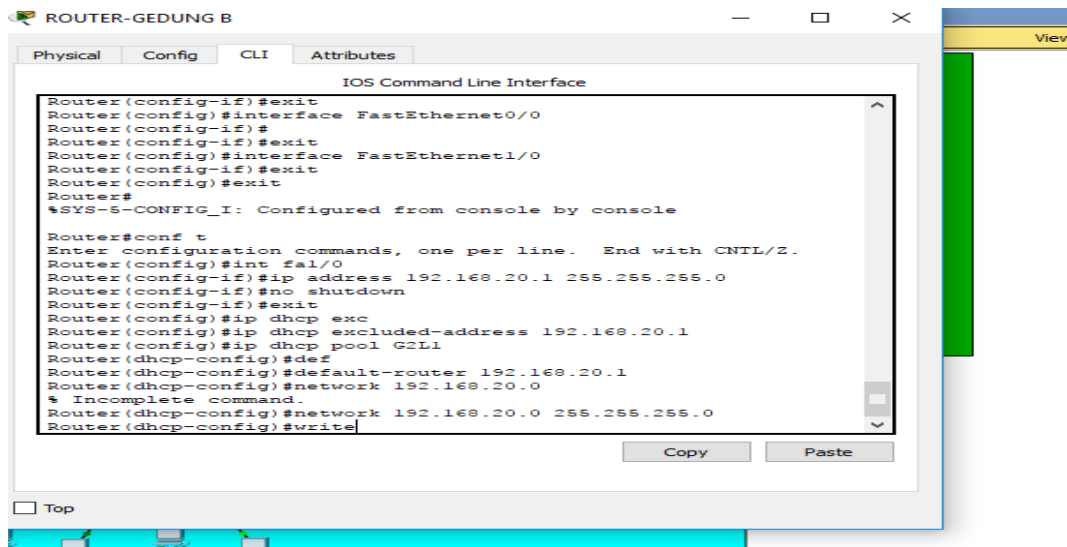 ROUTER-GEDUNG B
View
Physical Config CLI Attributes
IOS Command Line Interface
Router(config-if)#exit
Router(config)#interface FastEthernet0/0
Router(config-if)#
Router(config-if)#exit
Router(config)#interface FastEthernet1/0
Router(config-if)#exit
Router(config)#exit
Router#
%SYS-5-CONFIG_I: Configured from console by console
Router#conf t
Enter configuration commands, one per line.  End with CNTL/Z.
Router(config)#int fa1/0
Router(config-if)#ip address 192.168.20.1 255.255.255.0
Router(config-if)#no shutdown
Router(config-if)#exit
Router(config)#ip dhcp exc
Router(config)#ip dhcp excluded-address 192.168.20.1
Router(config)#ip dhcp pool G2L1
Router(dhcp-config)#def
Router(dhcp-config)#default-router 192.168.20.1
Router(dhcp-config)#network 192.168.20.0
% Incomplete command.
Router(dhcp-config)#network 192.168.20.0 255.255.255.0
Router(dhcp-config)#write
Copy Paste
Top